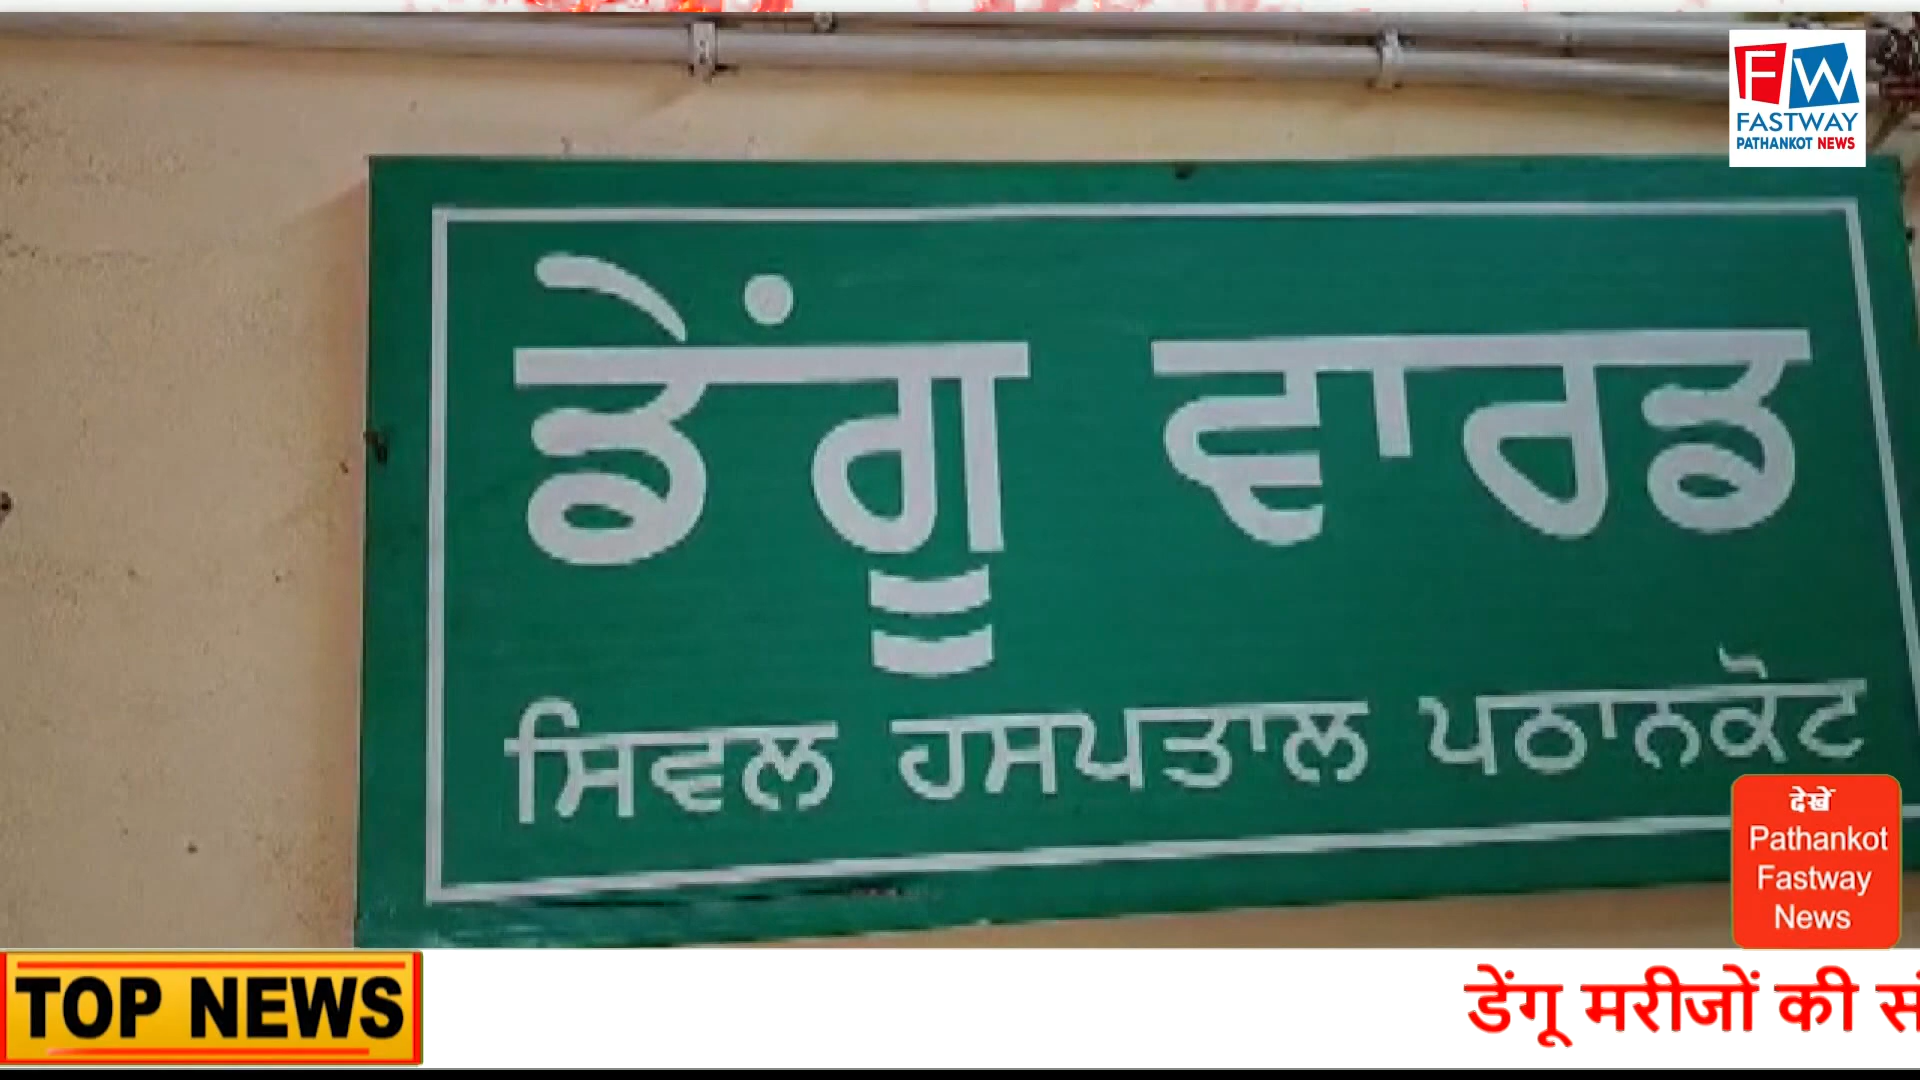 FW
FASTWAY
PATHANKOT NEWS
ਡੇਂਗੂ ਵਾਰਡ
ਸਿਵਲ ਹਸਪਤਾਲ ਪਠਾਨਕੋਟ
देखें
Pathankot
Fastway
News
TOP NEWS
डेंगू मरीजों की